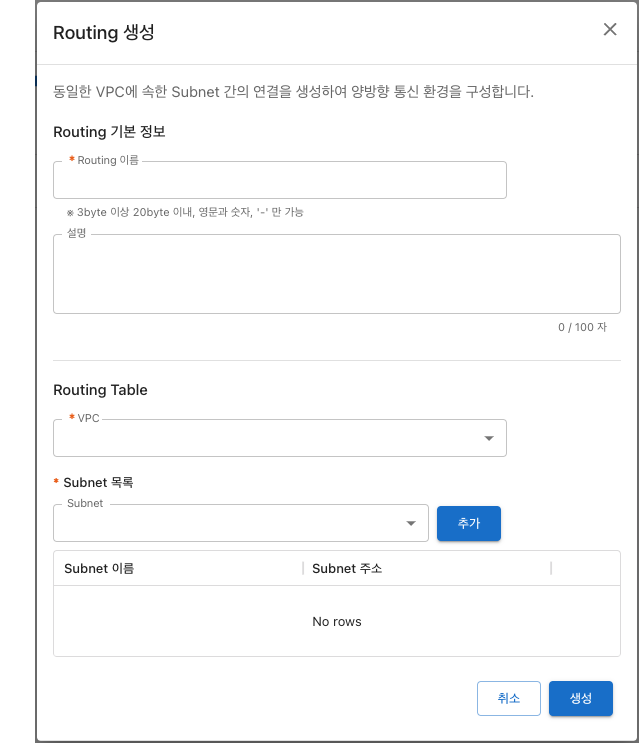 Routing 생성
동일한 VPC에 속한 Subnet 간의 연결을 생성하여 양방향 통신 환경을 구성합니다.
Routing 기본 정보
* Routing 이름
※ 3byte 이상 20byte 이내, 영문과 숫자, '-' 만 가능
설명
0 / 100 자
Routing Table
* VPC
* Subnet 목록
Subnet
추가
Subnet 이름 Subnet 주소
No rows
취소 생성